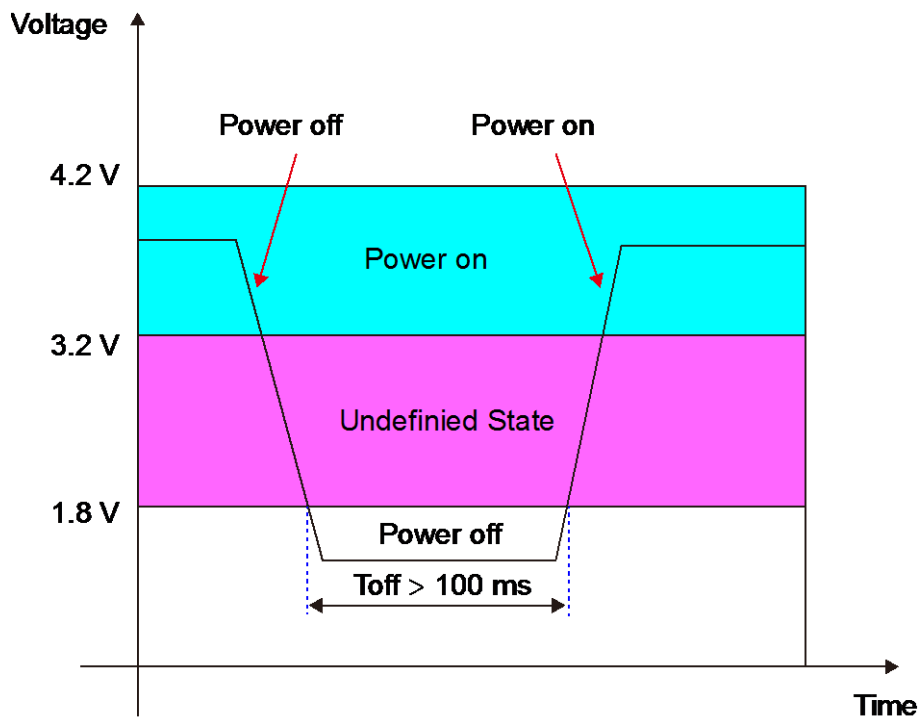 Voltage
Power off
Power on
4.2 V
Power on
3.2 V
Undefinied State
1.8 V
Power off
Toff > 100 ms
Time